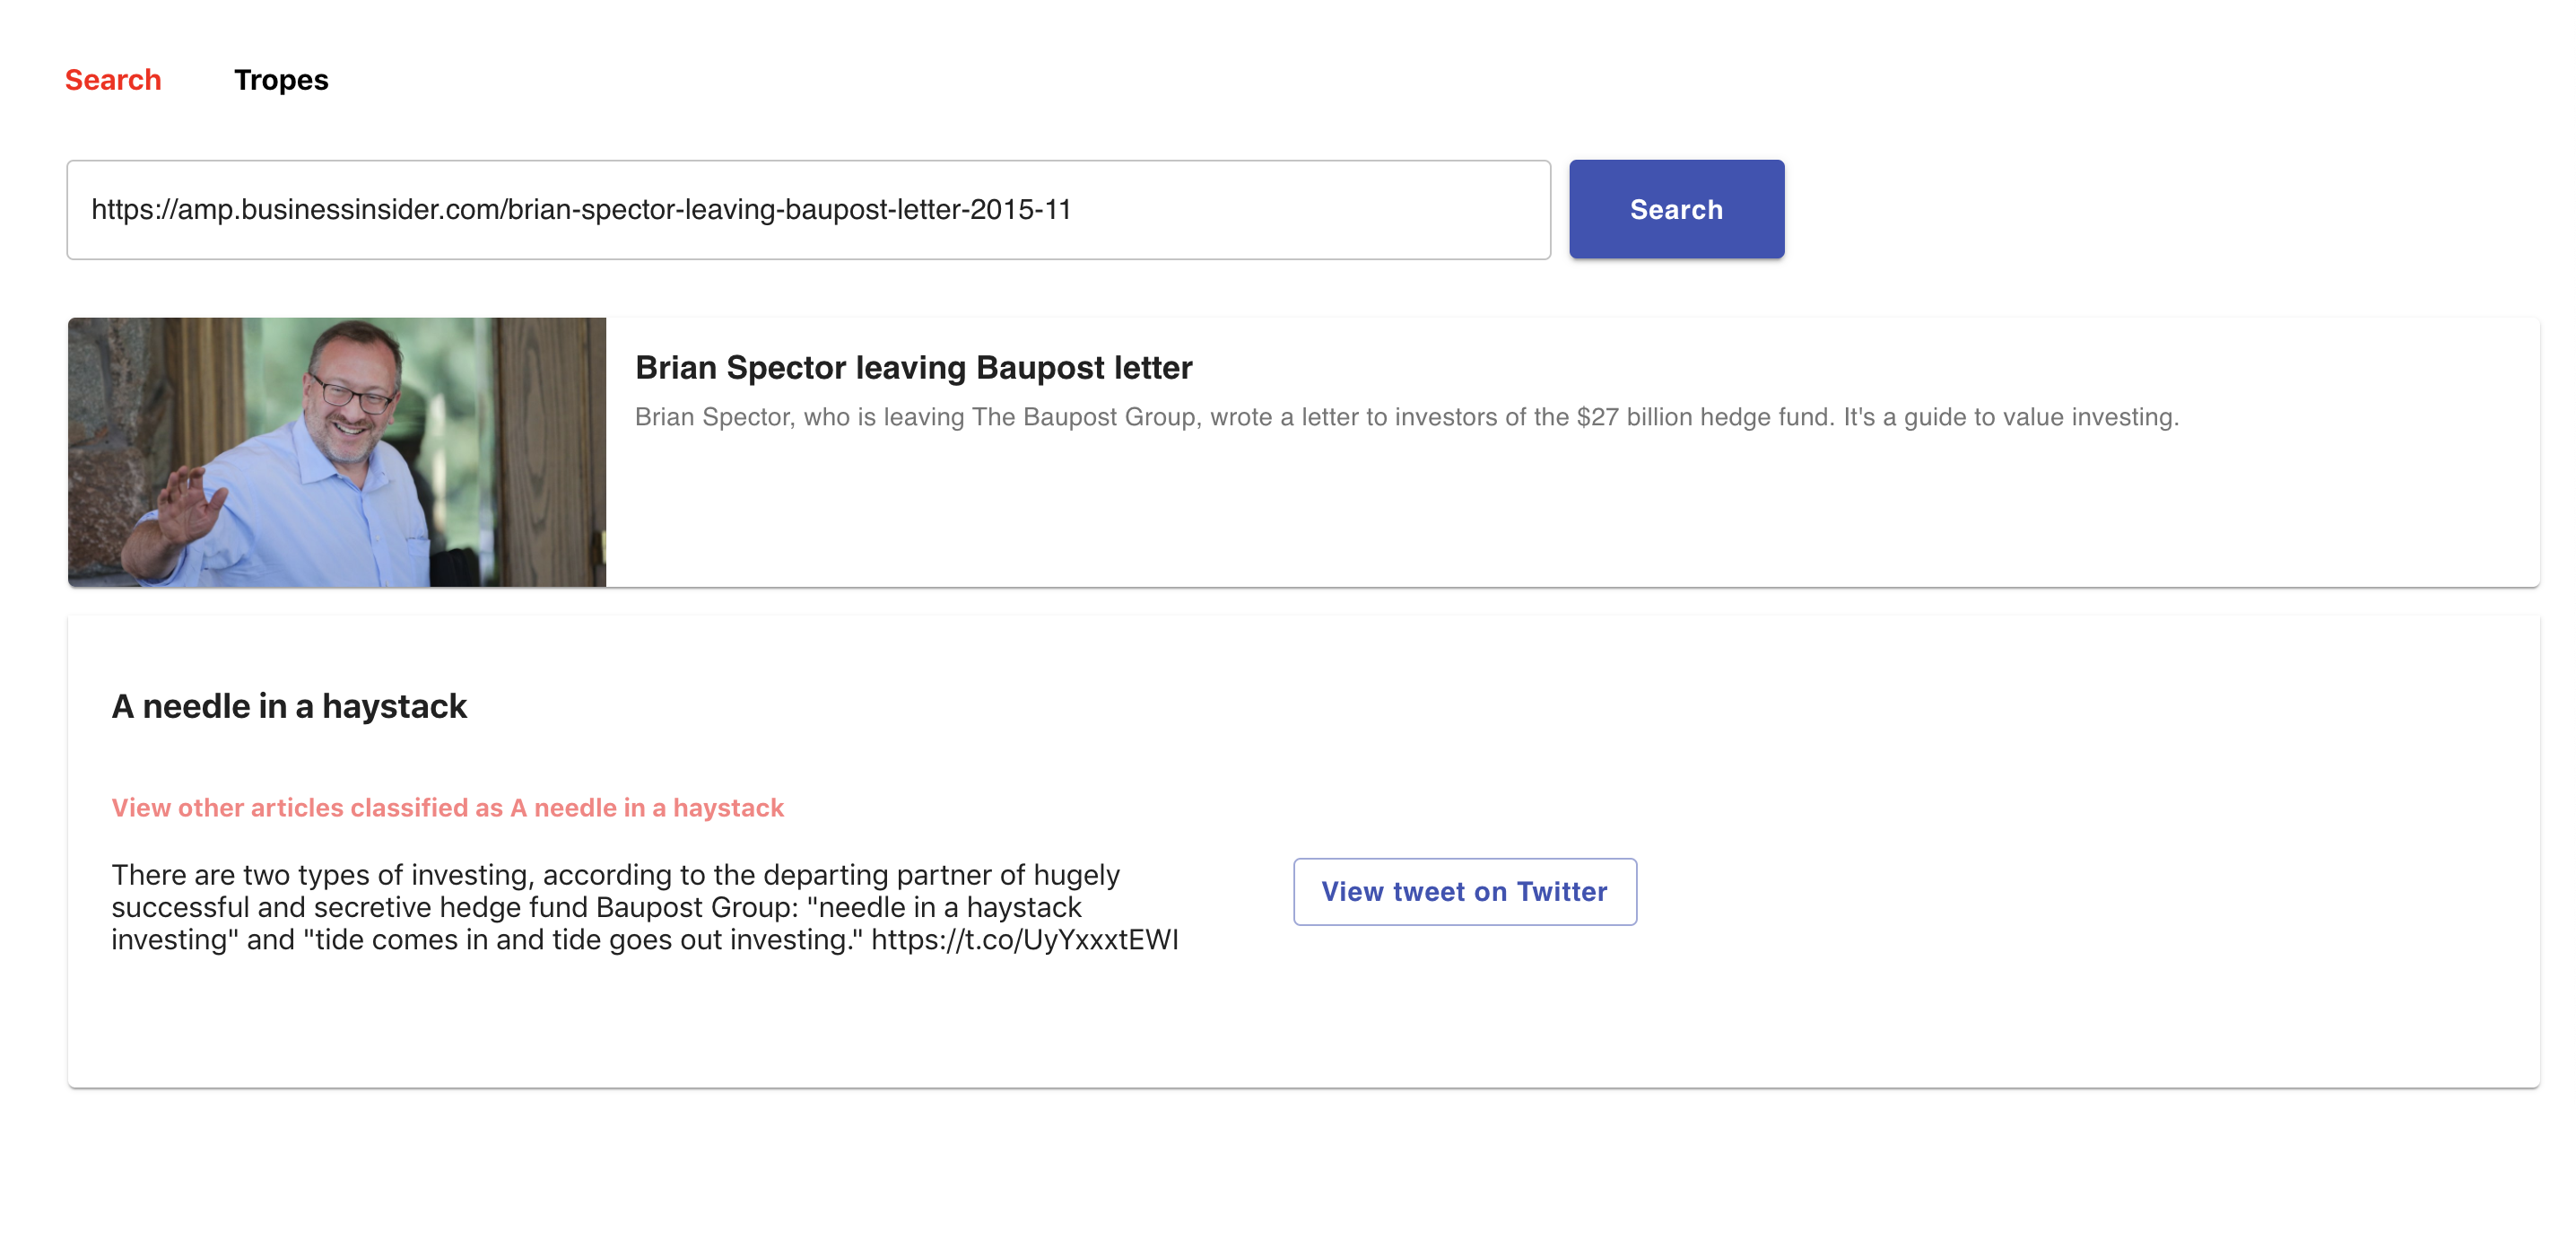 Search Tropes
https://amp.businessinsider.com/brian-spector-leaving-baupost-letter-2015-11 Search
Brian Spector leaving Baupost letter
Brian Spector, who is leaving The Baupost Group, wrote a letter to investors of the $27 billion hedge fund. It's a guide to value investing.
A needle in a haystack
View other articles classified as A needle in a haystack
There are two types of investing, according to the departing partner of hugely
successful and secretive hedge fund Baupost Group: "needle in a haystack
investing" and "tide comes in and tide goes out investing." https://t.co/UyYxxxtEWI
View tweet on Twitter